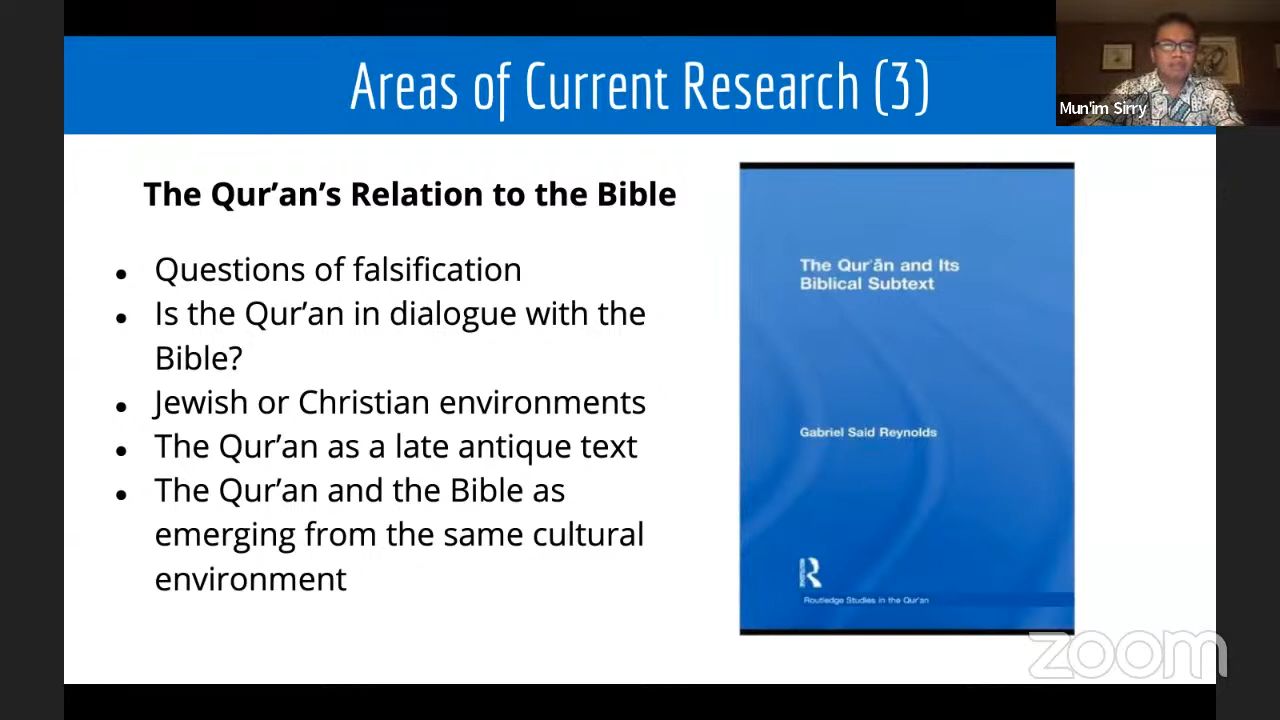 Areas of Current Research (3)
Mun'im Sirry
The Qur’an’s Relation to the Bible
● Questions of falsification
● Is the Qur’an in dialogue with the
Bible?
● Jewish or Christian environments
● The Qur’an as a late antique text
● The Qur’an and the Bible as
emerging from the same cultural
environment
The Qurʾān and Its
Biblical Subtext
Gabriel Said Reynolds
R
Routledge Studies in the Qur'an
zoom